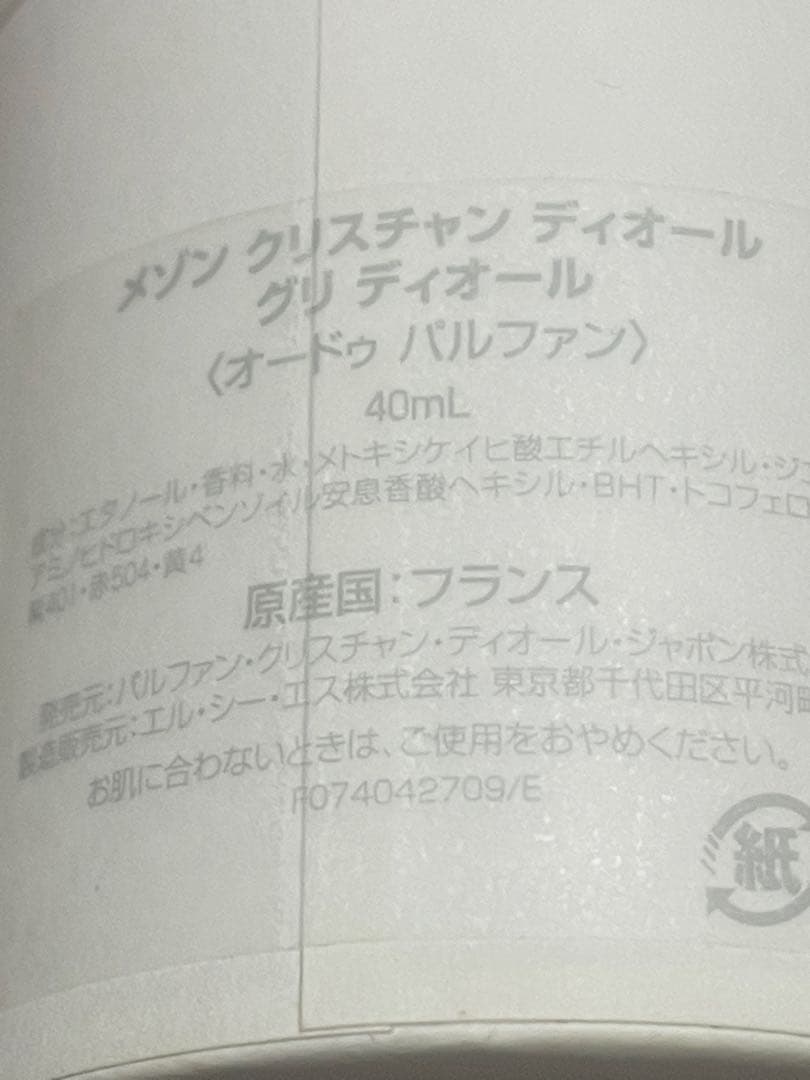 メゾン クリスチャン ディオール
グリ ディオール
〈オードゥ パルファン〉
40mL
成分:エタノール・香料・水・メトキシケイヒ酸エチルヘキシル・ジエ
アミノヒドロキシベンゾイル安息香酸ヘキシル・BHT・トコフェロ
紫401・赤504・黄4
原産国:フランス
発売元:パルファン・クリスチャン・ディオール・ジャポン株式
製造販売元:エル・シー・エス株式会社 東京都千代田区平河町
お肌に合わないときは、ご使用をおやめください。
F074042709/E